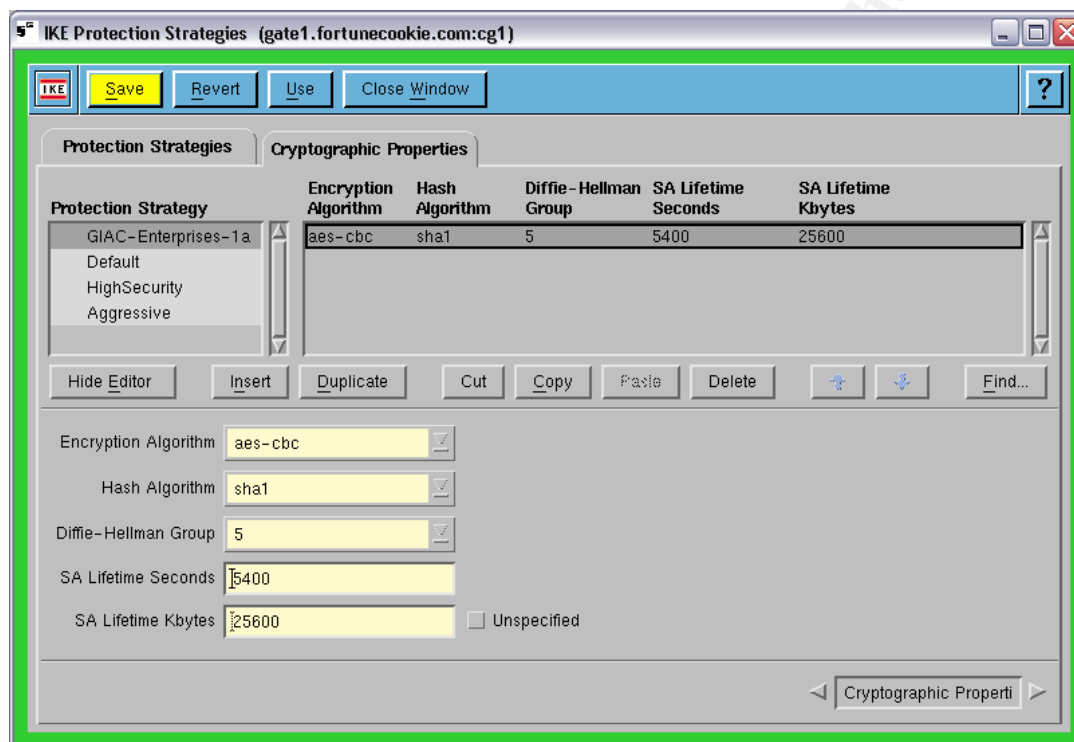 IKE Protection Strategies (gate1.fortunecookie.com:cg1)
IKE Save Revert Use Close Window ?
Protection Strategies Cryptographic Properties
Protection Strategy
Encryption Algorithm Hash Algorithm Diffie-Hellman Group SA Lifetime Seconds SA Lifetime Kbytes
GIAC-Enterprises-1a aes-cbc sha1 5 5400 25600
Default
HighSecurity
Aggressive
Hide Editor Insert Duplicate Cut Copy Paste Delete Find...
Encryption Algorithm aes-cbc
Hash Algorithm sha1
Diffie-Hellman Group 5
SA Lifetime Seconds 5400
SA Lifetime Kbytes 25600 Unspecified
Cryptographic Properti